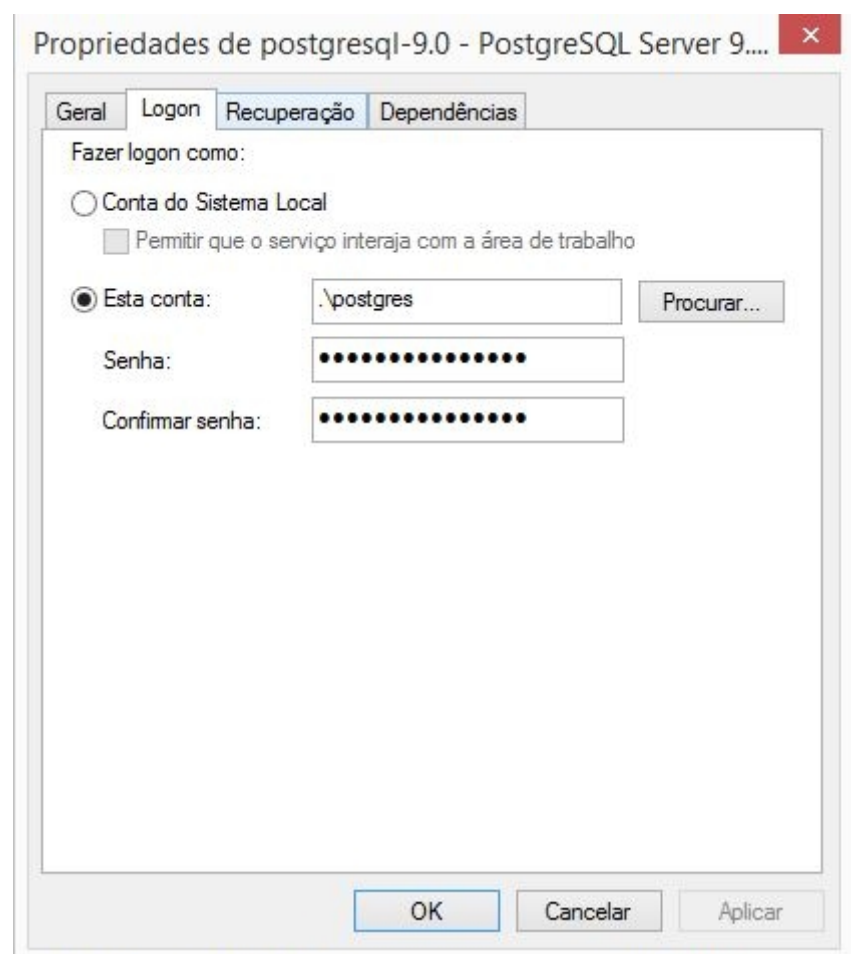 Propriedades de postgresql-9.0 - PostgreSQL Server 9....
Geral Logon Recuperação Dependências
Fazer logon como:
Conta do Sistema Local
Permitir que o serviço interaja com a área de trabalho
Esta conta: .\postgres Procurar...
Senha: •••••••••••••••
Confirmar senha: •••••••••••••••
OK Cancelar Aplicar